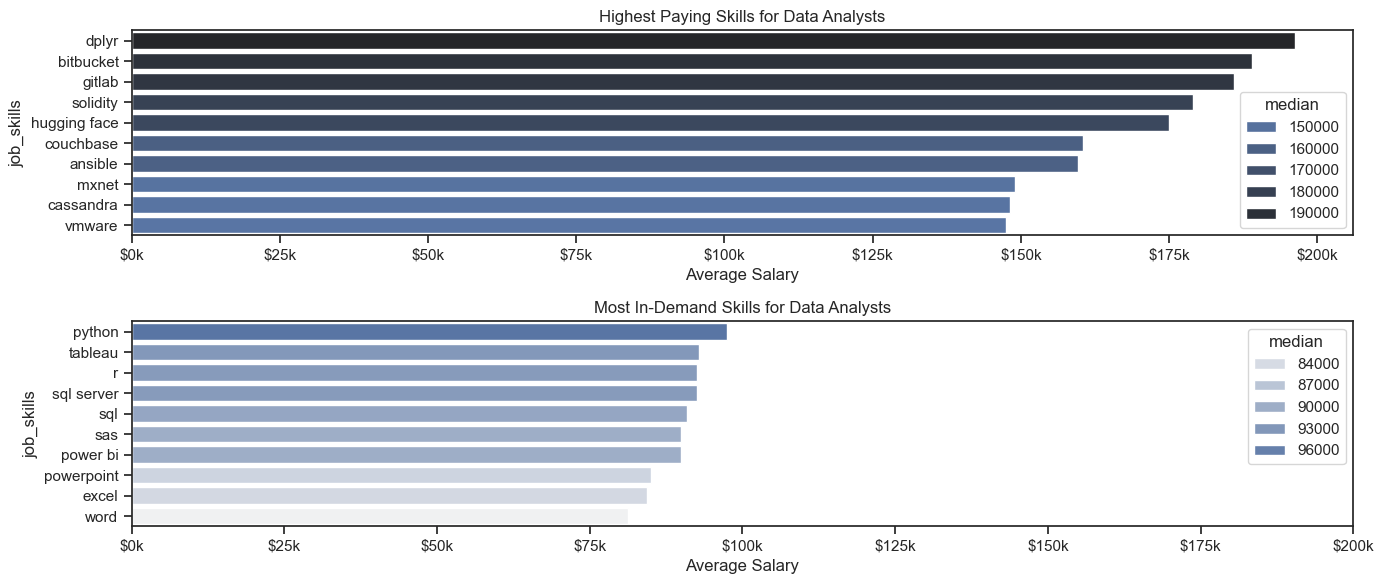 Highest Paying Skills for Data Analysts
job_skills
dplyr
bitbucket
gitlab
solidity
hugging face
couchbase
ansible
mxnet
cassandra
vmware
median
150000
160000
170000
180000
190000
$0k $25k $50k $75k $100k $125k $150k $175k $200k
Average Salary
Most In-Demand Skills for Data Analysts
job_skills
python
tableau
r
sql server
sql
sas
power bi
powerpoint
excel
word
median
84000
87000
90000
93000
96000
$0k $25k $50k $75k $100k $125k $150k $175k $200k
Average Salary